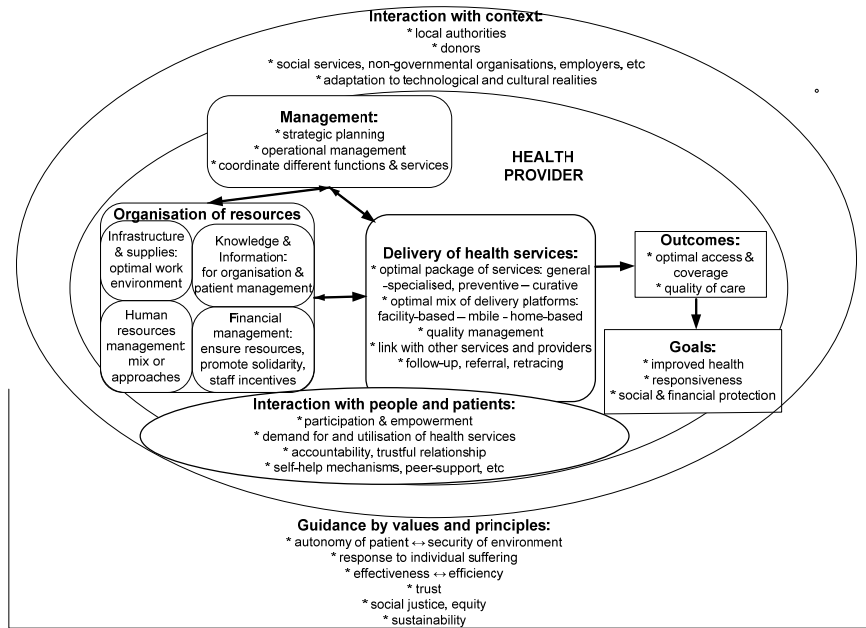 Interaction with context:
* local authorities
* donors
* social services, non-governmental organisations, employers, etc
* adaptation to technological and cultural realities
Management:
* strategic planning
* operational management
* coordinate different functions & services
HEALTH
PROVIDER
Organisation of resources
Infrastructure
& supplies:
optimal work
environment
Knowledge &
Information:
for organisation &
patient management
Human
resources
management:
mix or
approaches
Financial
management:
ensure resources,
promote solidarity,
staff incentives
Delivery of health services:
* optimal package of services: general
-specialised, preventive – curative
* optimal mix of delivery platforms:
facility-based – mbile - home-based
* quality management
* link with other services and providers
* follow-up, referral, retracing
Outcomes:
* optimal access &
coverage
* quality of care
Goals:
* improved health
* responsiveness
* social & financial protection
Interaction with people and patients:
* participation & empowerment
* demand for and utilisation of health services
* accountability, trustful relationship
* self-help mechanisms, peer-support, etc
Guidance by values and principles:
* autonomy of patient ↔ security of environment
* response to individual suffering
* effectiveness ↔ efficiency
* trust
* social justice, equity
* sustainability